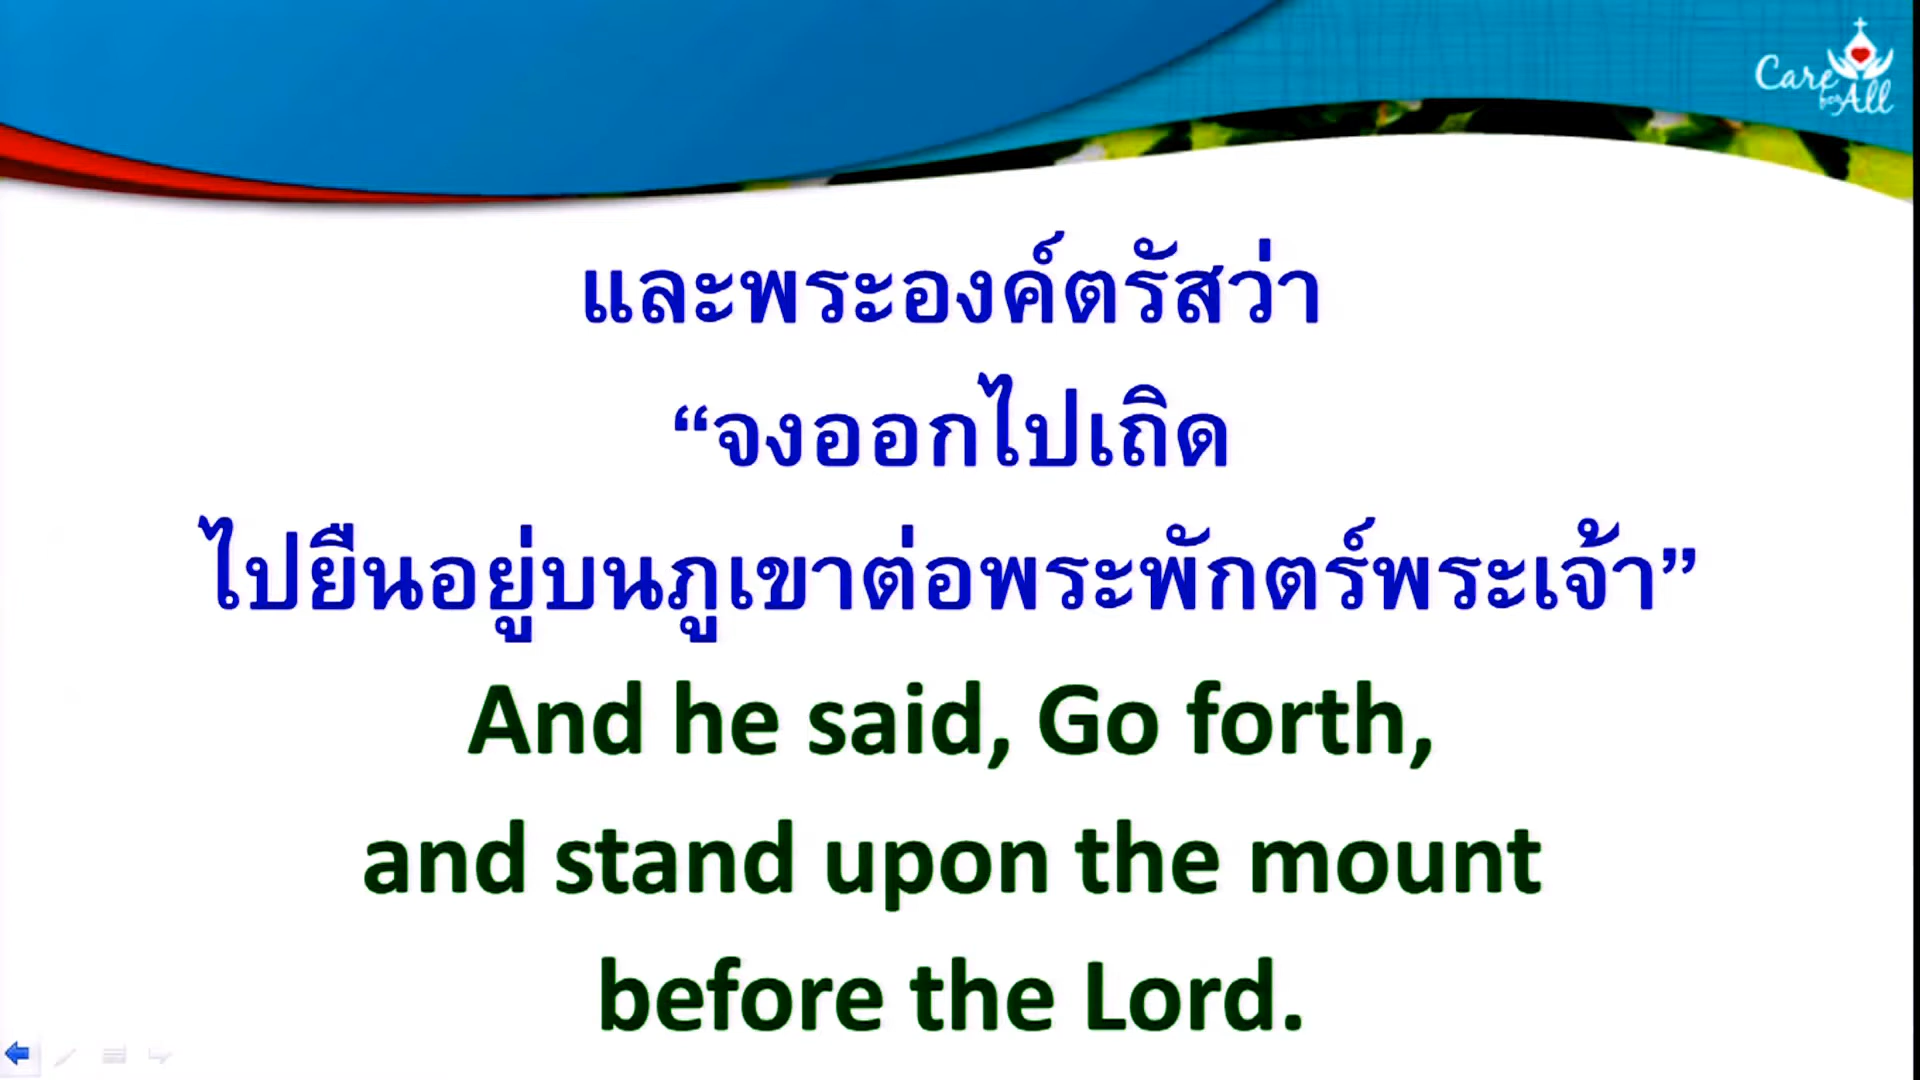 Care
for All
และพระองค์ตรัสว่า
“จงออกไปเถิด
ไปยืนอยู่บนภูเขาต่อพระพักตร์พระเจ้า”
And he said, Go forth,
and stand upon the mount
before the Lord.